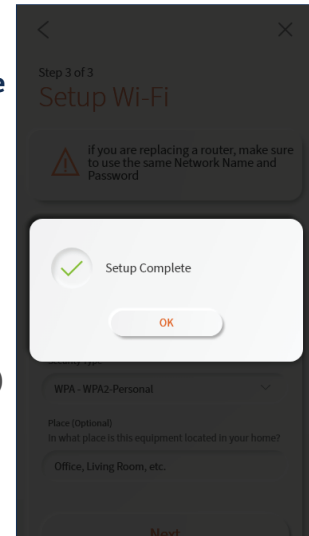 e
Step 3 of 3
Setup Wi-Fi
if you are replacing a router, make sure
to use the same Network Name and
Password
Setup Complete
OK
Security Type
WPA - WPA2-Personal
Place (Optional)
In what place is this equipment located in your home?
Office, Living Room, etc.
Next
)